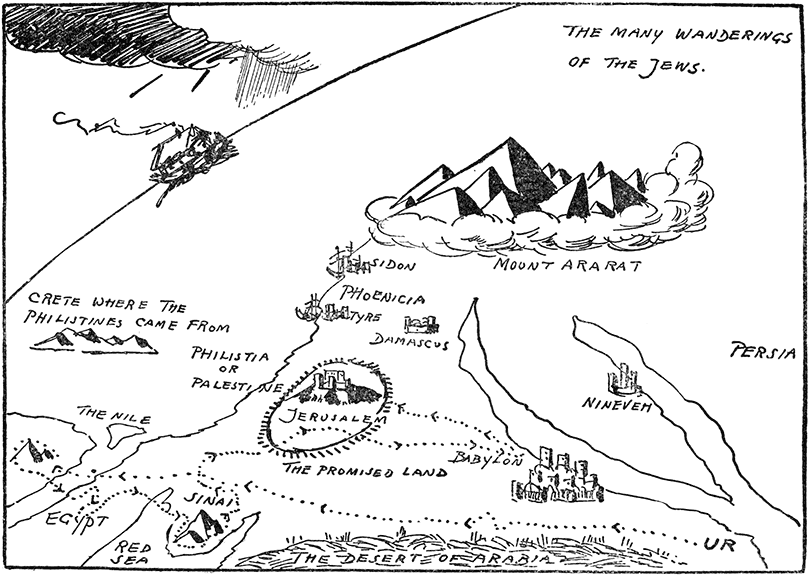 THE MANY WANDERINGS
OF THE JEWS.
MOUNT ARARAT
SIDON
PHOENICIA
TYRE
DAMASCUS
CRETE WHERE THE
PHILISTINES CAME FROM
PHILISTIA
OR
PALESTINE
PERSIA
NINEVEH
JERUSALEM
THE NILE
BABYLON
THE PROMISED LAND
SINAI
EGYPT
RED
SEA
UR
THE DESERT OF ARABIA